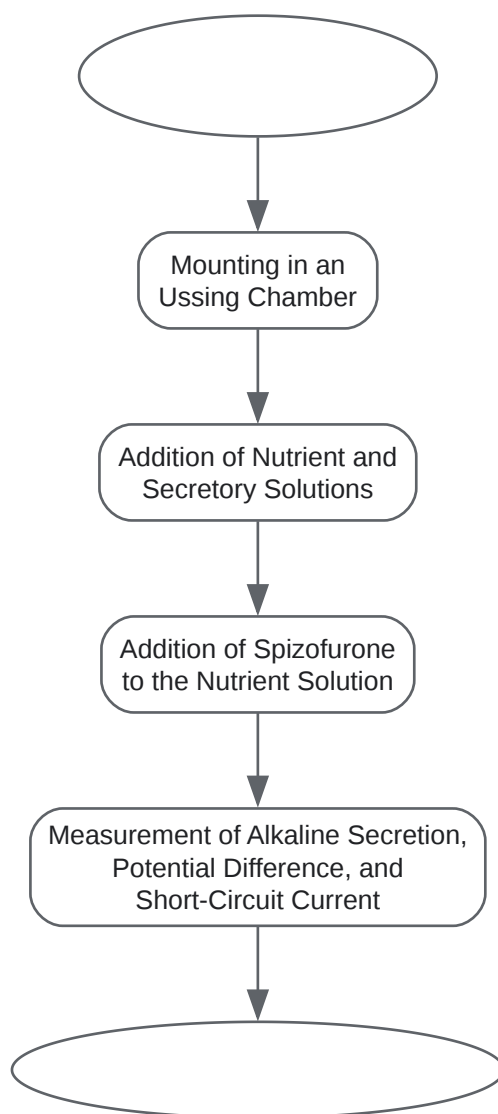 Mounting in an
Ussing Chamber
Addition of Nutrient and
Secretory Solutions
Addition of Spizofurone
to the Nutrient Solution
Measurement of Alkaline Secretion,
Potential Difference, and
Short-Circuit Current